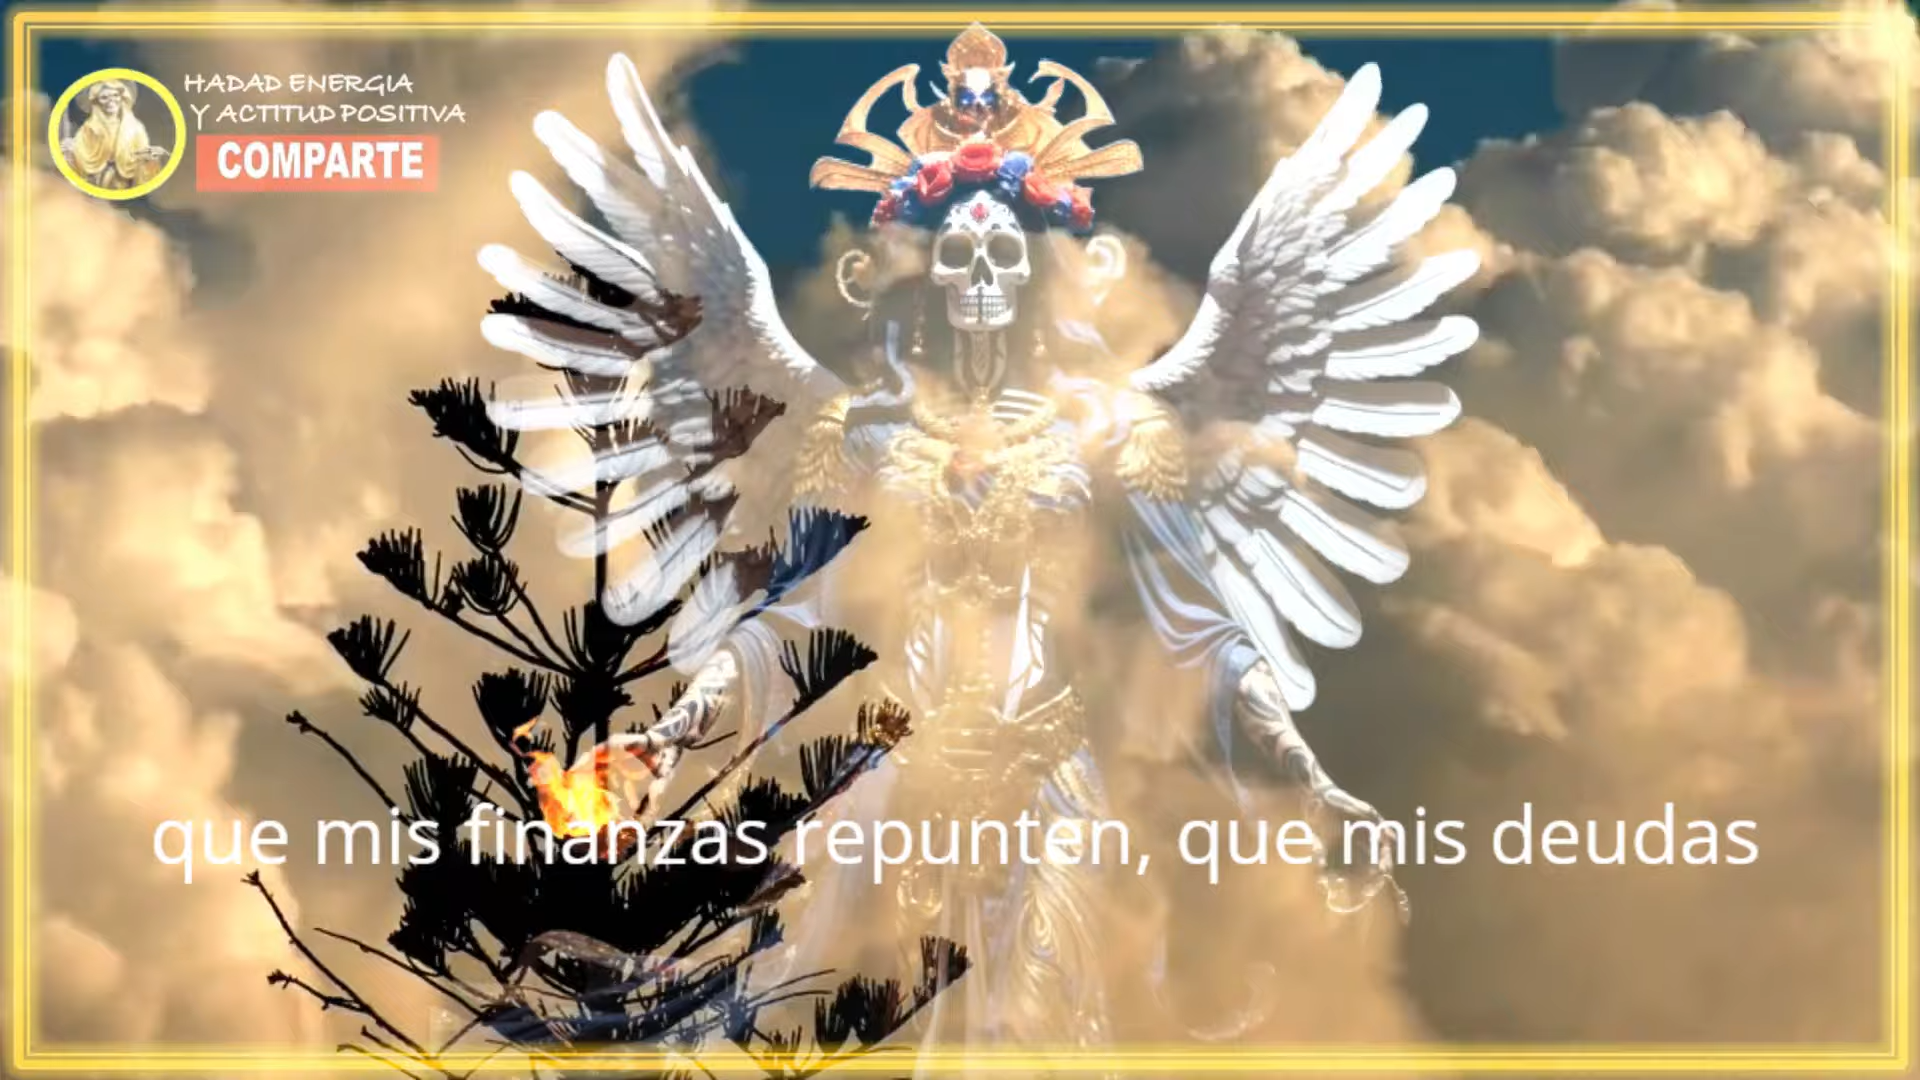 HADAD ENERGIA
Y ACTITUD POSITIVA
COMPARTE
que mis finanzas repunten, que mis deudas